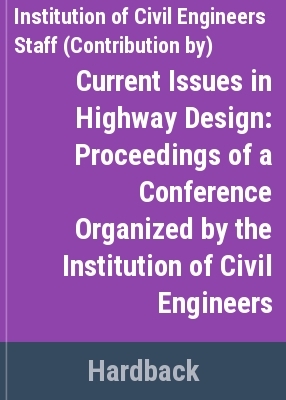 Institution of Civil Engineers
Staff (Contribution by)
Current Issues in
Highway Design:
Proceedings of a
Conference
Organized by the
Institution of Civil
Engineers
Hardback